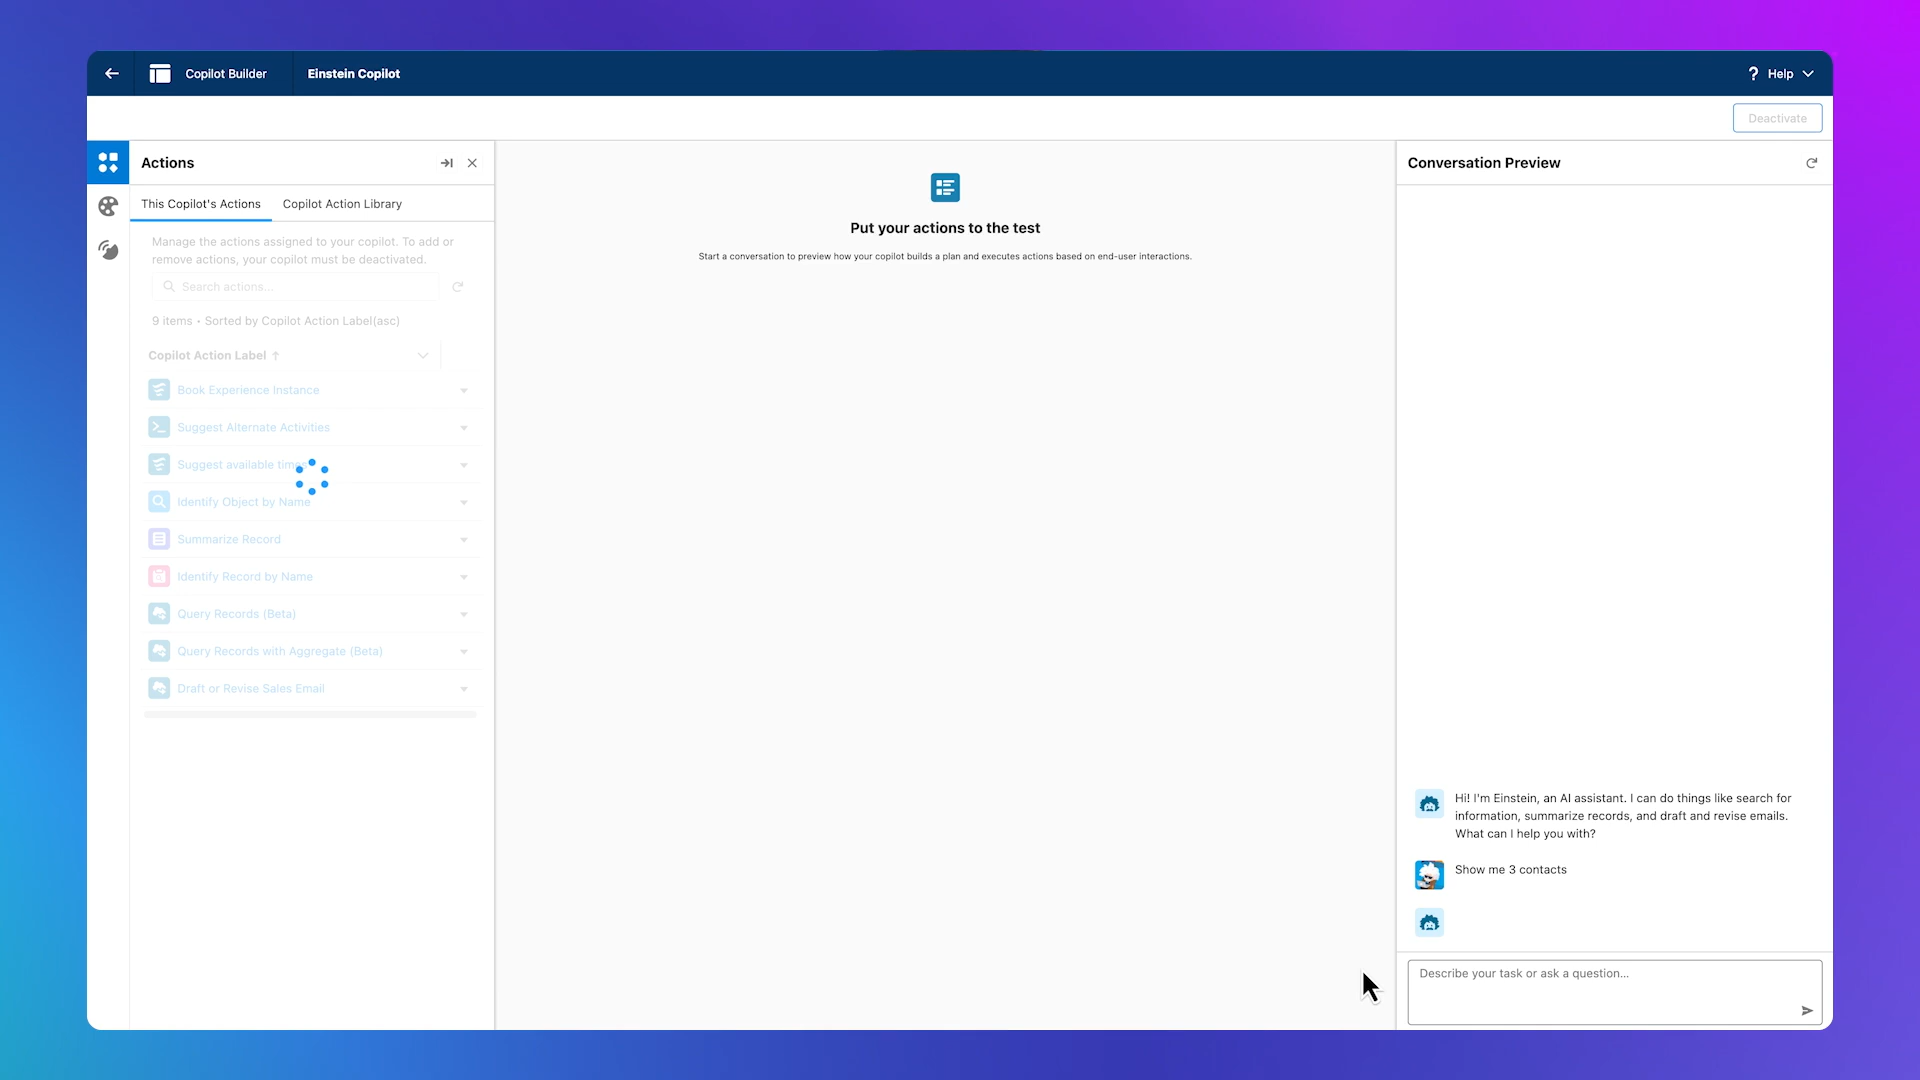 Copilot Builder
Einstein Copilot
? Help
Deactivate
Actions
This Copilot's Actions
Copilot Action Library
Manage the actions assigned to your copilot. To add or
remove actions, your copilot must be deactivated.
Search actions...
9 items • Sorted by Copilot Action Label(asc)
Copilot Action Label ↑
Book Experience Instance
Suggest Alternate Activities
Suggest available times
Identify Object by Name
Summarize Record
Identify Record by Name
Query Records (Beta)
Query Records with Aggregate (Beta)
Draft or Revise Sales Email
Put your actions to the test
Start a conversation to preview how your copilot builds a plan and executes actions based on end-user interactions.
Conversation Preview
Hi! I'm Einstein, an AI assistant. I can do things like search for
information, summarize records, and draft and revise emails.
What can I help you with?
Show me 3 contacts
Describe your task or ask a question...